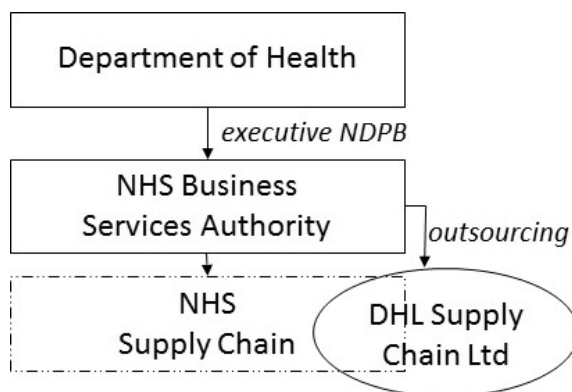 Department of Health
executive NDPB
NHS Business
Services Authority
outsourcing
NHS
Supply Chain
DHL Supply
Chain Ltd